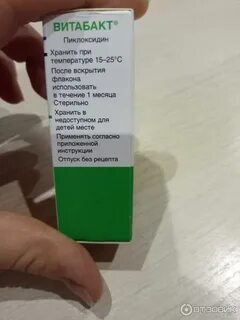 ВИТАБАКТ®
Пиклоксидин
Хранить при
температуре 15-25°С
После вскрытия
флакона
использовать
в течение 1 месяца
Стерильно
Хранить в
недоступном для
детей месте
Применять согласно
приложенной
инструкции
Отпуск без рецепта
ОТЗОВИК